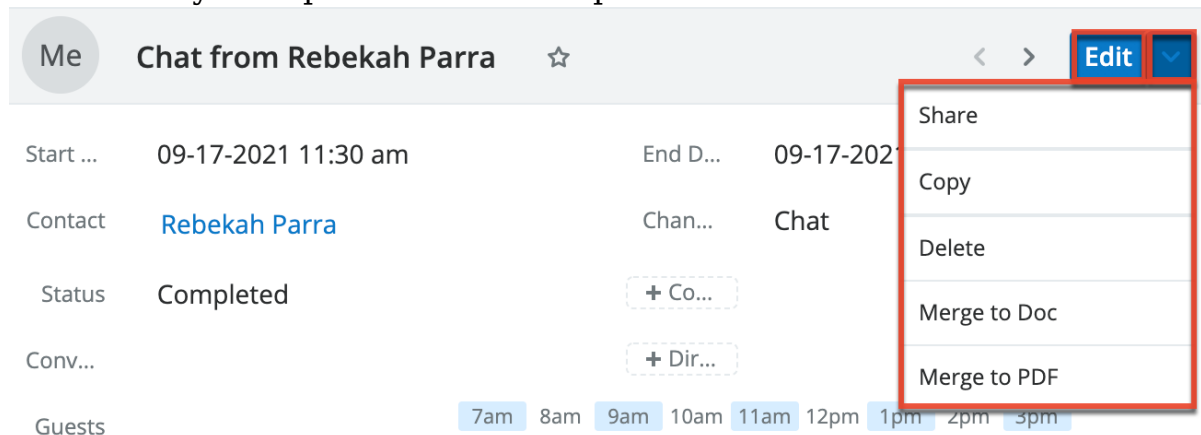 Me Chat from Rebekah Parra Edit
Share
Start ... 09-17-2021 11:30 am End D... 09-17-202
Copy
Contact Rebekah Parra Chan... Chat
Delete
Status Completed + Co...
Merge to Doc
Conv... + Dir...
Merge to PDF
Guests 7am 8am 9am 10am 11am 12pm 1pm 2pm 3pm